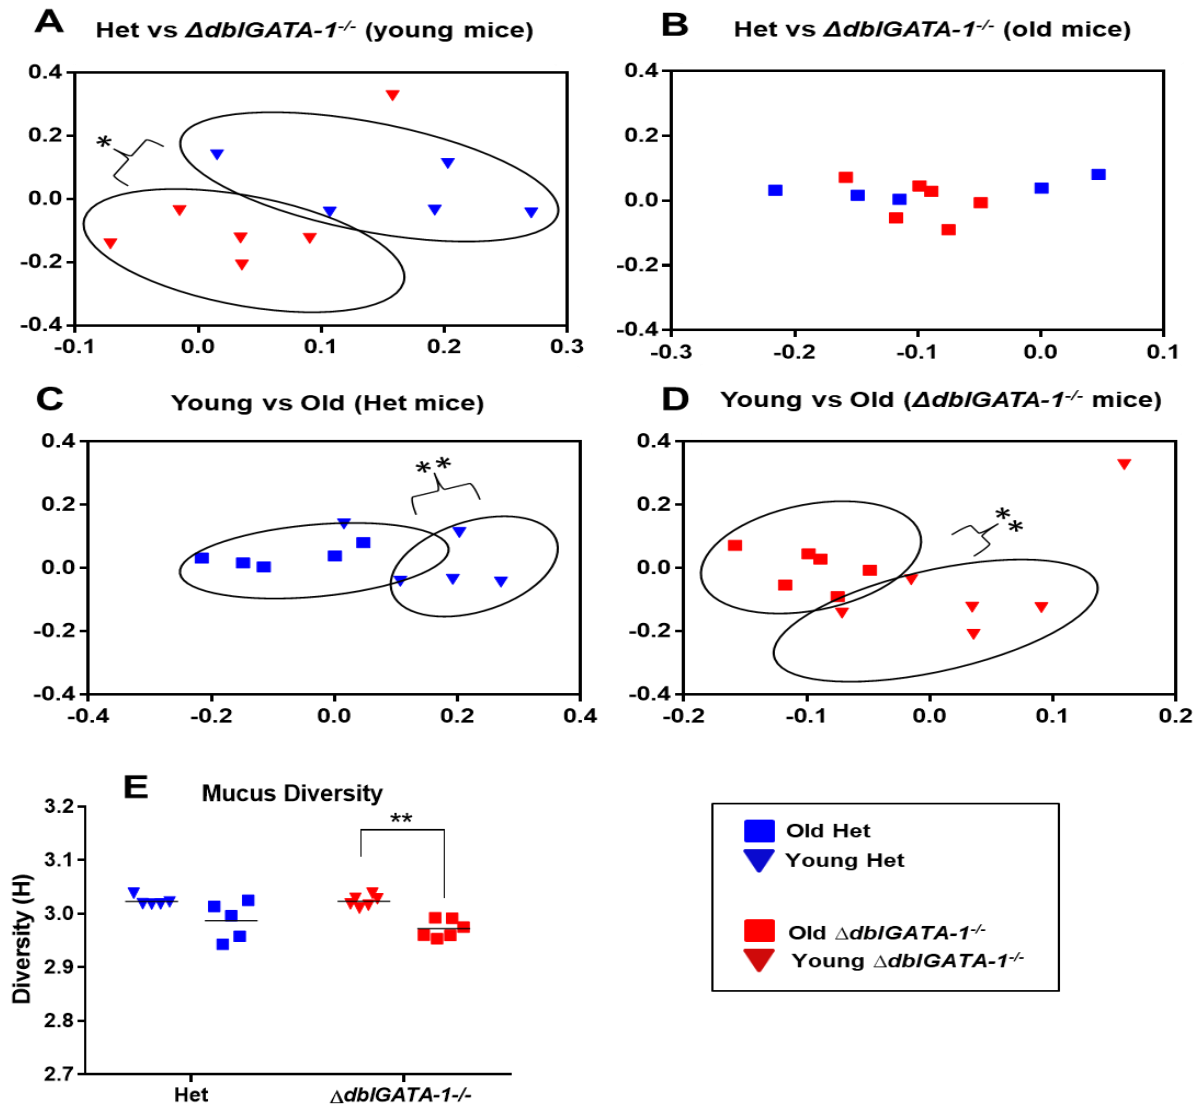 A
Het vs ΔdblGATA-1-/- (young mice)
0.4
0.2
0.0
-0.2
-0.4
-0.1 0.0 0.1 0.2 0.3
*
B
Het vs ΔdblGATA-1-/- (old mice)
0.4
0.2
0.0
-0.2
-0.4
-0.3 -0.2 -0.1 0.0 0.1
C
Young vs Old (Het mice)
0.4
0.2
0.0
-0.2
-0.4
-0.4 -0.2 0.0 0.2 0.4
**
D
Young vs Old (ΔdblGATA-1-/- mice)
0.4
0.2
0.0
-0.2
-0.4
-0.2 -0.1 0.0 0.1 0.2
**
E
Mucus Diversity
Diversity (H)
3.2
3.1
3.0
2.9
2.8
2.7
**
Het ΔdblGATA-1-/-
Old Het
Young Het
Old ΔdblGATA-1-/-
Young ΔdblGATA-1-/-